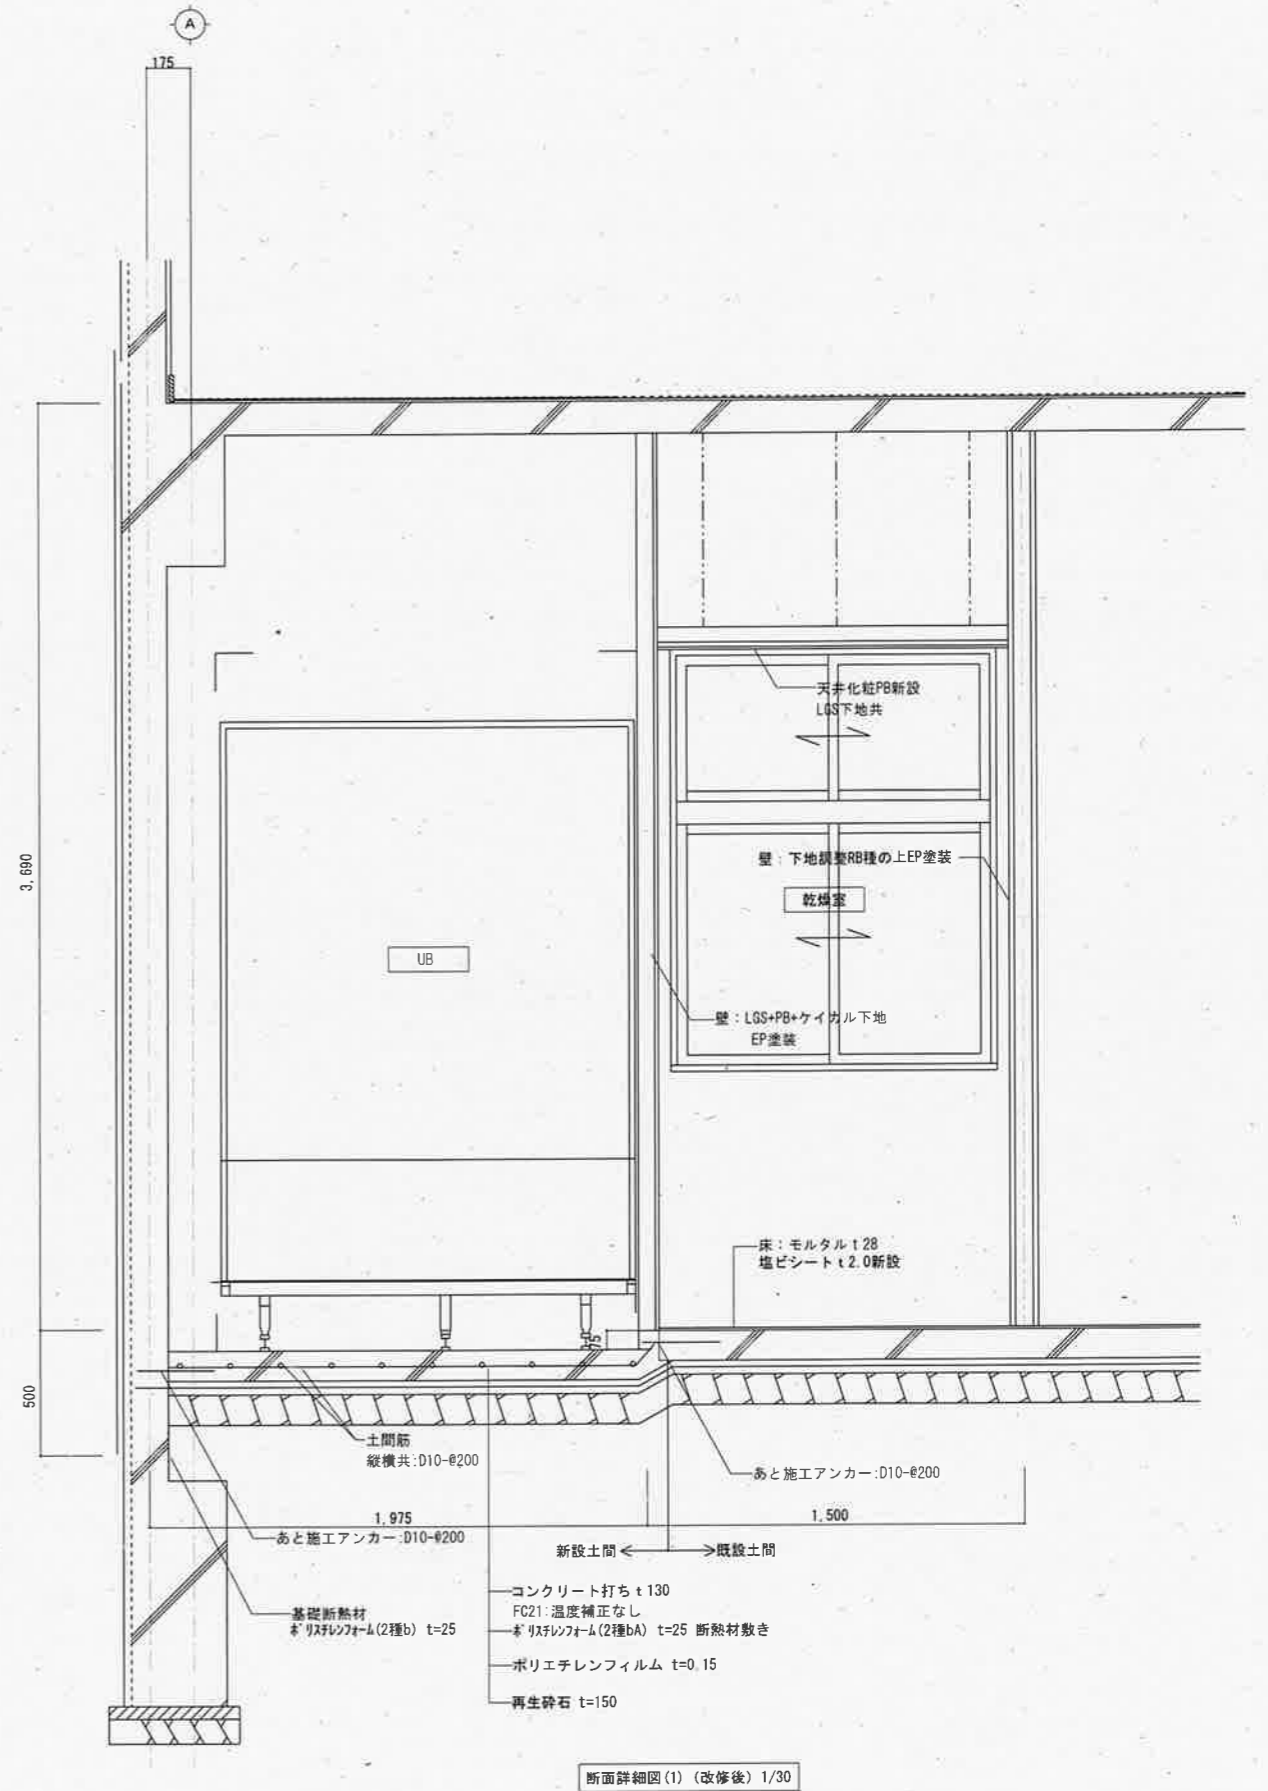 A
175
天井化粧PB新設
LGS下地共
3,690
壁：下地調整RB種の上EP塗装
乾燥室
UB
壁：LGS+PB+ケイカル下地
EP塗装
床：モルタル t 28
塩ビシート t 2.0新設
75
500
土間筋
縦横共:D10-@200
あと施工アンカー:D10-@200
1,975
1,500
あと施工アンカー:D10-@200
新設土間
既設土間
コンクリート打ち t 130
FC21:温度補正なし
基礎断熱材
ポリスチレンフォーム(2種b) t=25
ポリスチレンフォーム(2種bA) t=25 断熱材敷き
ポリエチレンフィルム t=0.15
再生砕石 t=150
断面詳細図(1) (改修後) 1/30